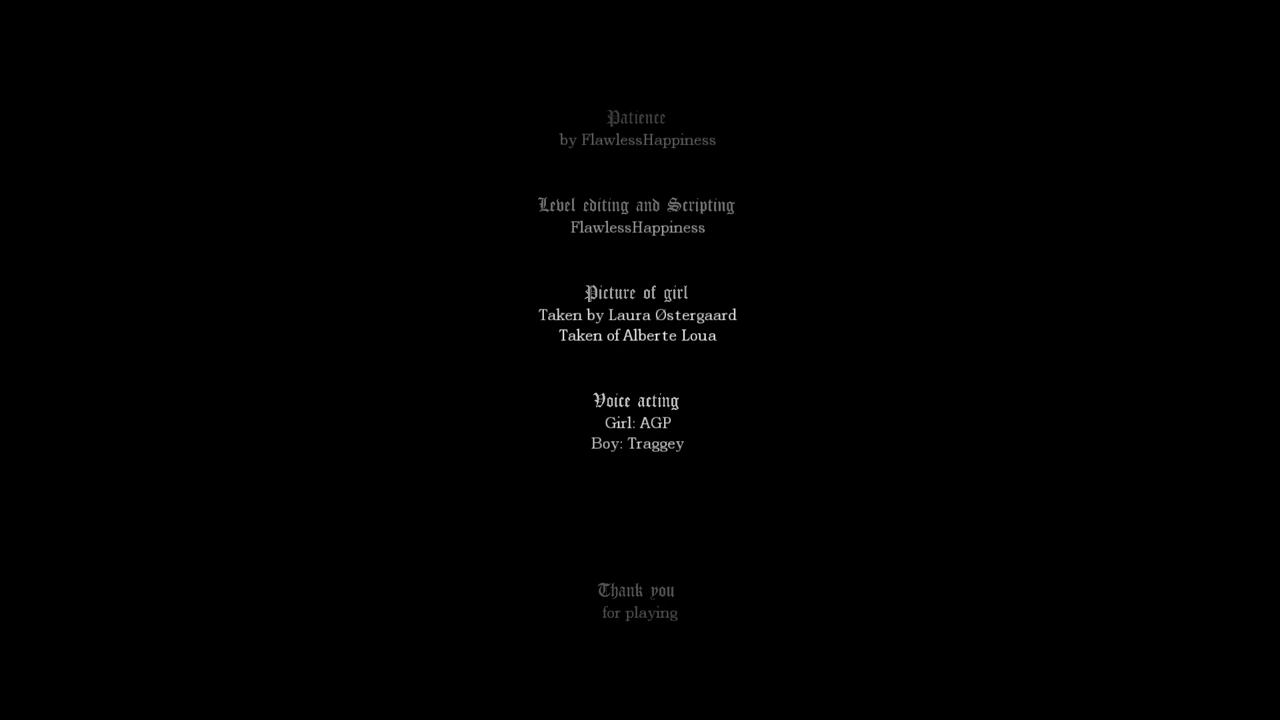 Patience
by FlawlessHappiness
Level editing and Scripting
FlawlessHappiness
Picture of girl
Taken by Laura Østergaard
Taken of Alberte Loua
Voice acting
Girl: AGP
Boy: Traggey
Thank you
for playing